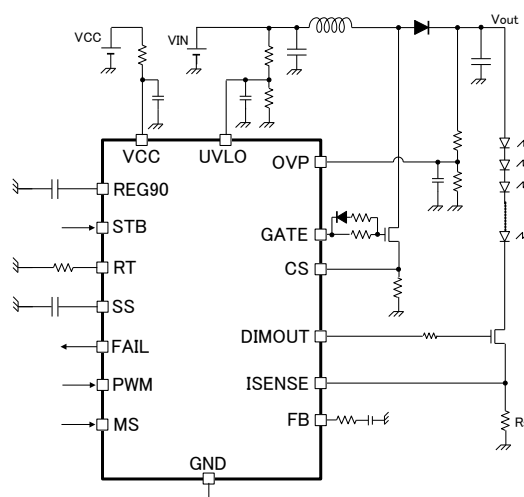 VCC
VIN
Vout
VCC
UVLO
OVP
REG90
STB
GATE
RT
CS
SS
FAIL
DIMOUT
PWM
ISENSE
MS
FB
GND